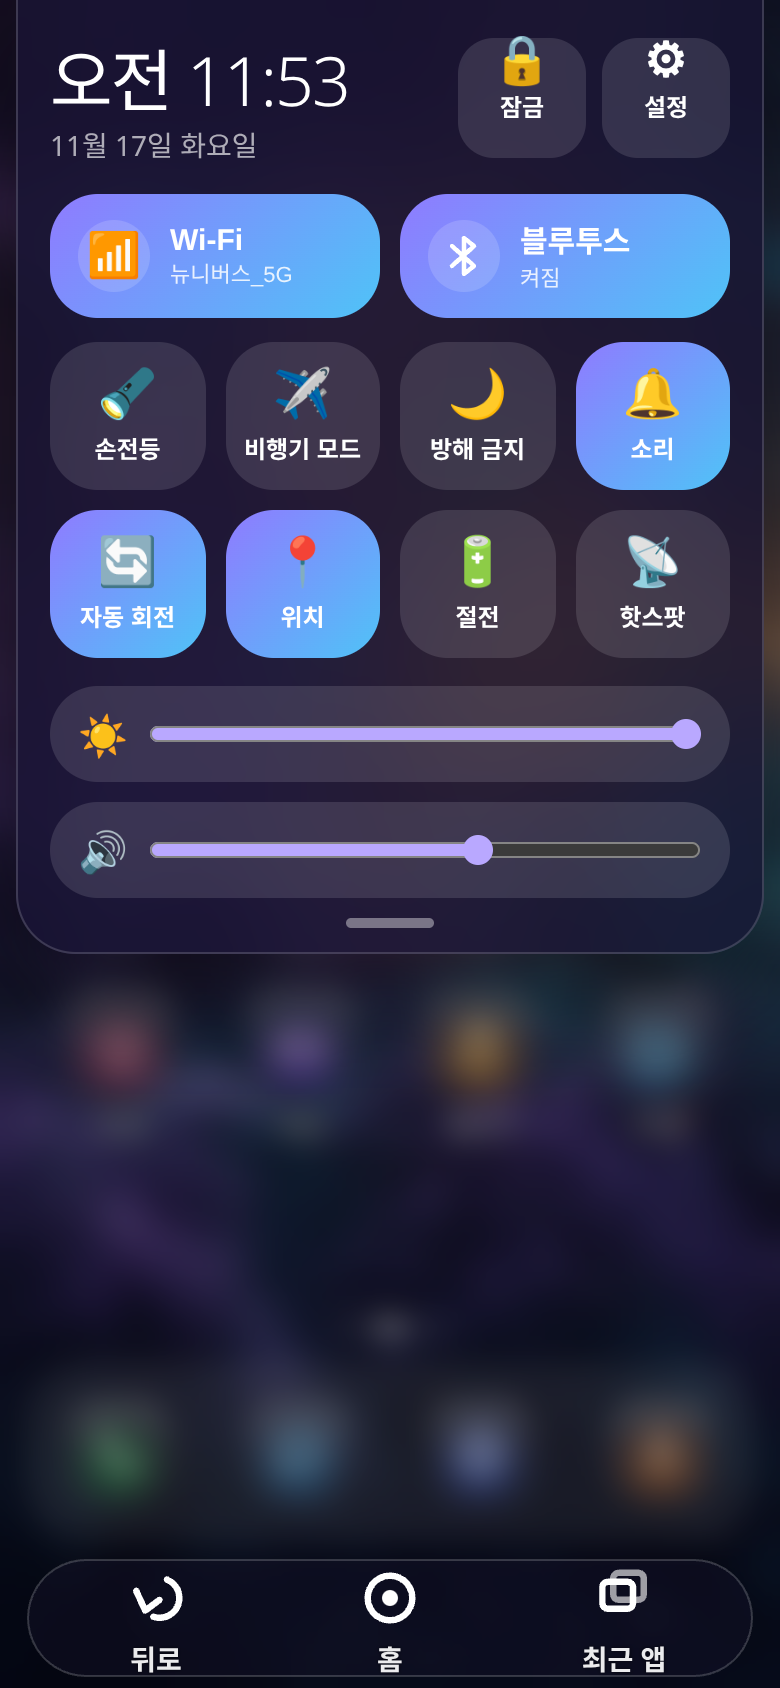 오전 11:53
11월 17일 화요일
잠금
설정
Wi-Fi
뉴니버스_5G
블루투스
켜짐
손전등
비행기 모드
방해 금지
소리
자동 회전
위치
절전
핫스팟
뒤로
홈
최근 앱